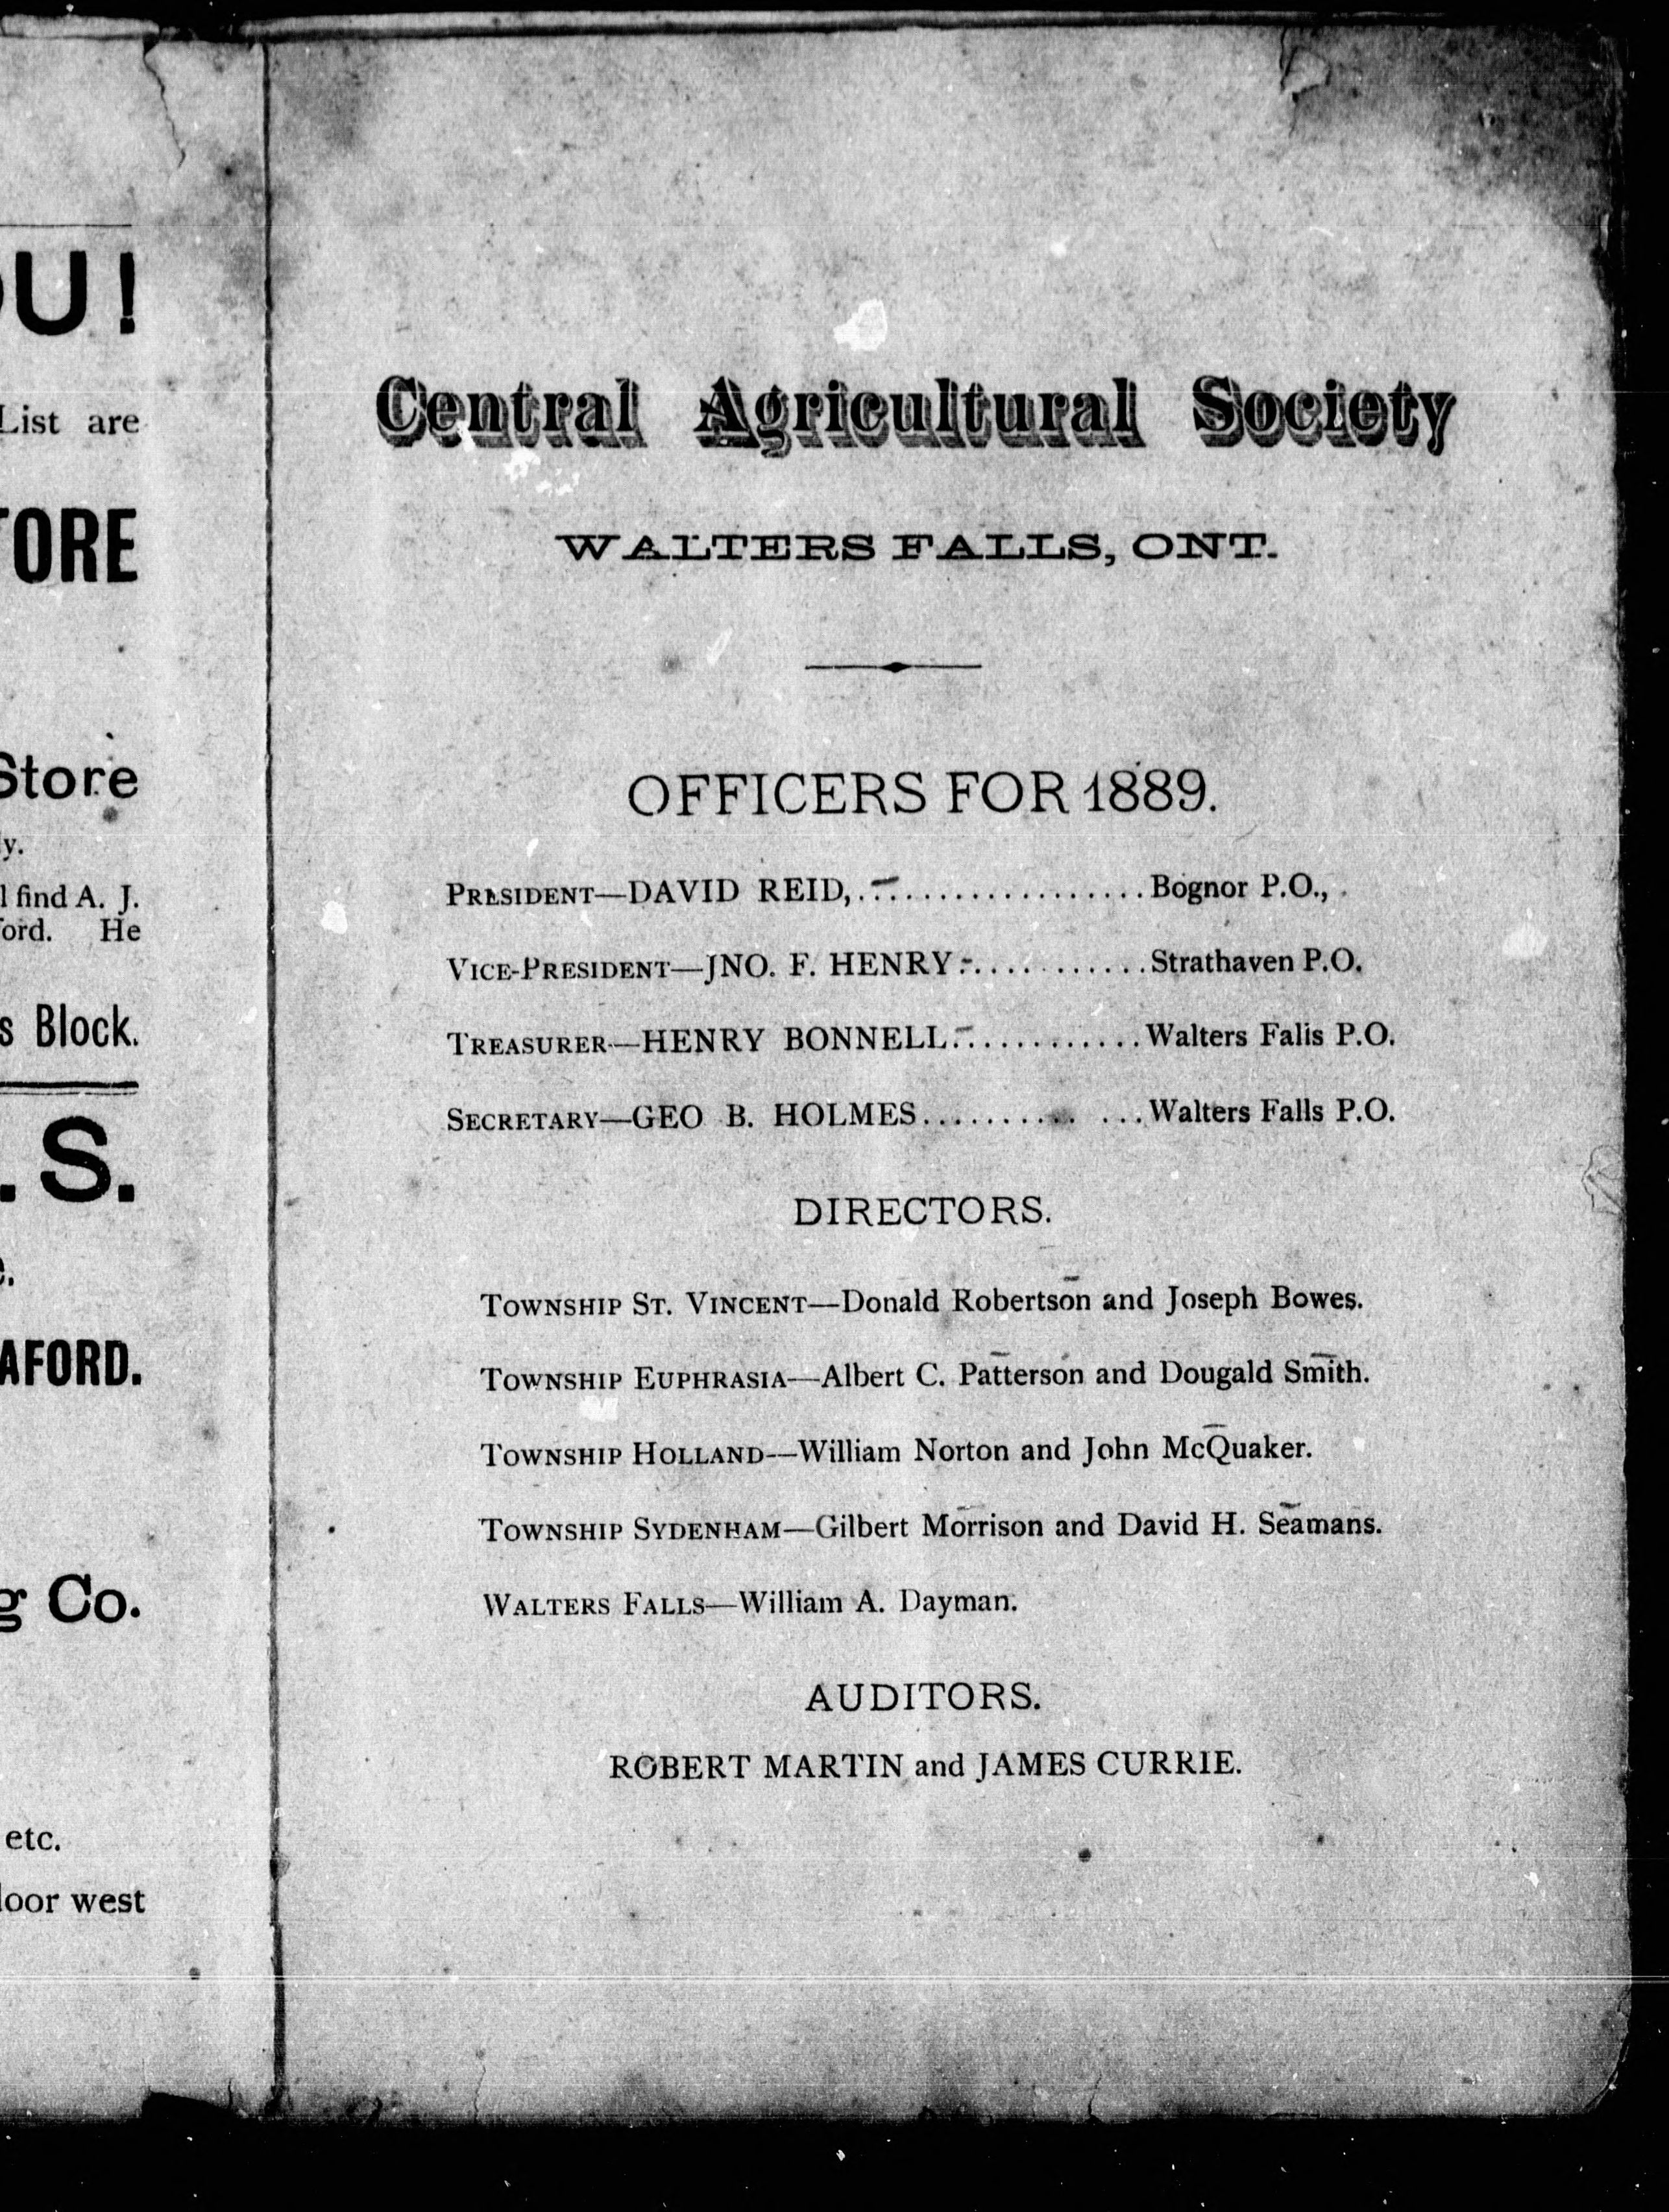 OU!
List are
TORE
Store
y.
l find A. J.
ord. He
s Block.
. S.
e.
AFORD.
g Co.
etc.
door west
Central Agricultural Society
WALTERS FALLS, ONT.
OFFICERS FOR 1889.
PRESIDENT—DAVID REID,..................Bognor P.O.,
VICE-PRESIDENT—JNO. F. HENRY............Strathaven P.O.
TREASURER—HENRY BONNELL............Walters Falis P.O.
SECRETARY—GEO B. HOLMES.......... ...Walters Falls P.O.
DIRECTORS.
TOWNSHIP ST. VINCENT—Donald Robertson and Joseph Bowes.
TOWNSHIP EUPHRASIA—Albert C. Patterson and Dougald Smith.
TOWNSHIP HOLLAND—William Norton and John McQuaker.
TOWNSHIP SYDENHAM—Gilbert Morrison and David H. Seamans.
WALTERS FALLS—William A. Dayman.
AUDITORS.
ROBERT MARTIN and JAMES CURRIE.